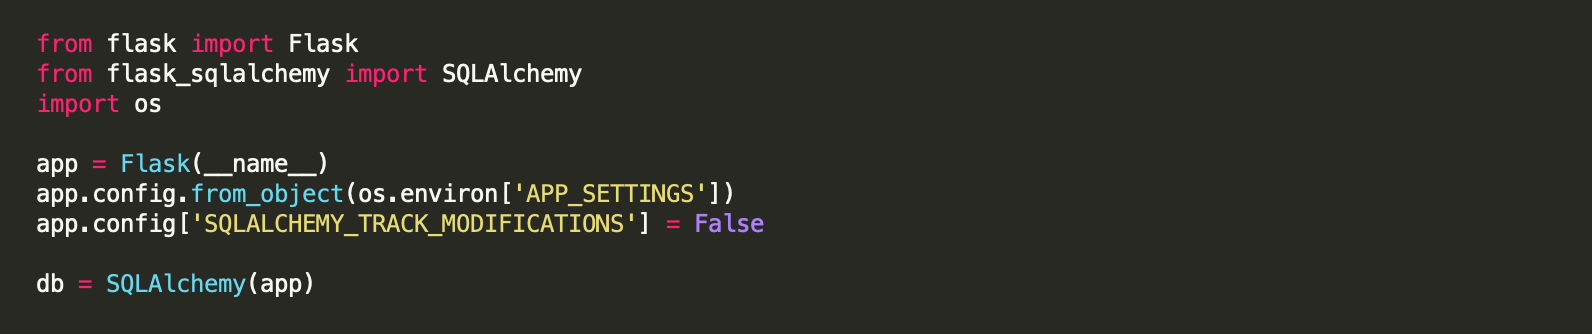 from flask import Flask
from flask_sqlalchemy import SQLAlchemy
import os

app = Flask(__name__)
app.config.from_object(os.environ['APP_SETTINGS'])
app.config['SQLALCHEMY_TRACK_MODIFICATIONS'] = False

db = SQLAlchemy(app)